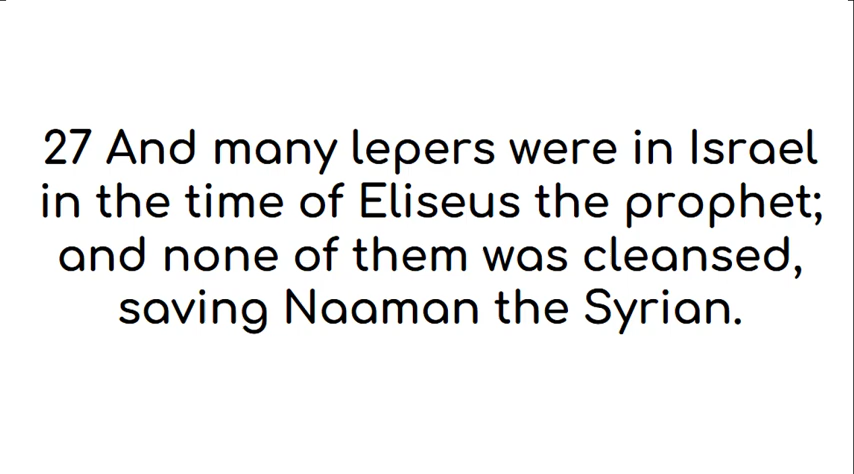 27 And many lepers were in Israel
in the time of Eliseus the prophet;
and none of them was cleansed,
saving Naaman the Syrian.